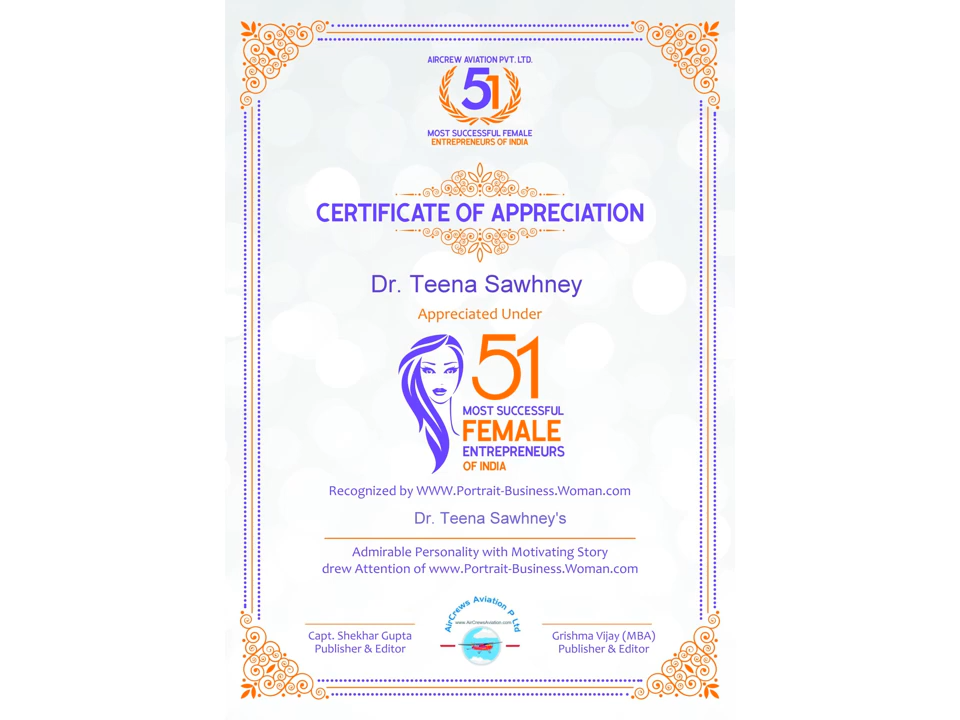 AIRCREW AVIATION PVT. LTD.
51
MOST SUCCESSFUL FEMALE
ENTREPRENEURS OF INDIA
CERTIFICATE OF APPRECIATION
Dr. Teena Sawhney
Appreciated Under
51
MOST SUCCESSFUL
FEMALE
ENTREPRENEURS
OF INDIA
Recognized by WWW.Portrait-Business.Woman.com
Dr. Teena Sawhney's
Admirable Personality with Motivating Story
drew Attention of www.Portrait-Business.Woman.com
AirCrews Aviation P Ltd
www.AirCrewsAviation.com
Capt. Shekhar Gupta
Publisher & Editor
Grishma Vijay (MBA)
Publisher & Editor